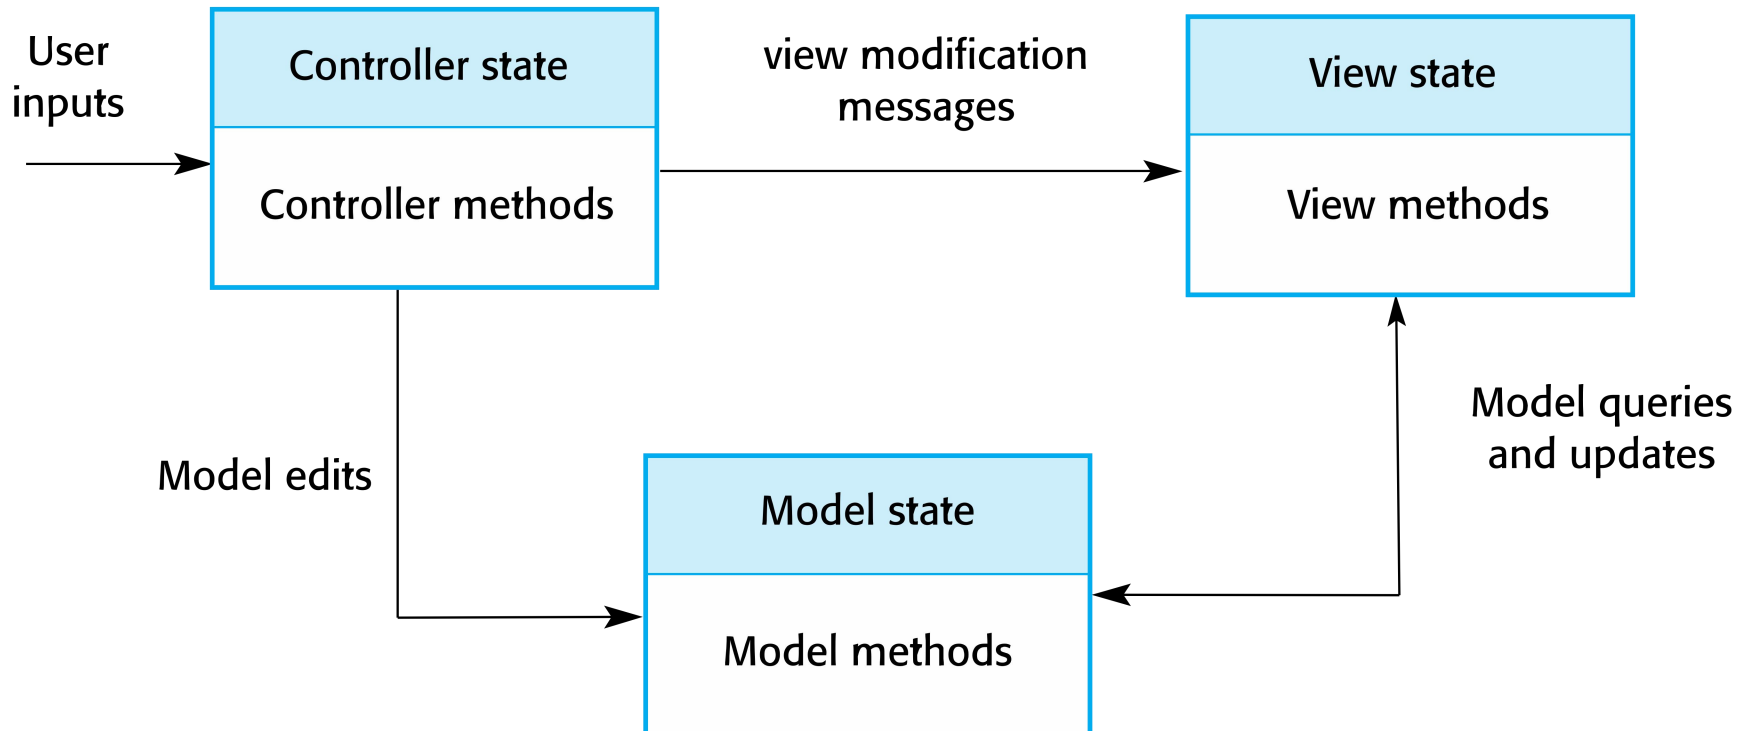 User
inputs
Controller state
Controller methods
view modification
messages
View state
View methods
Model edits
Model state
Model methods
Model queries
and updates